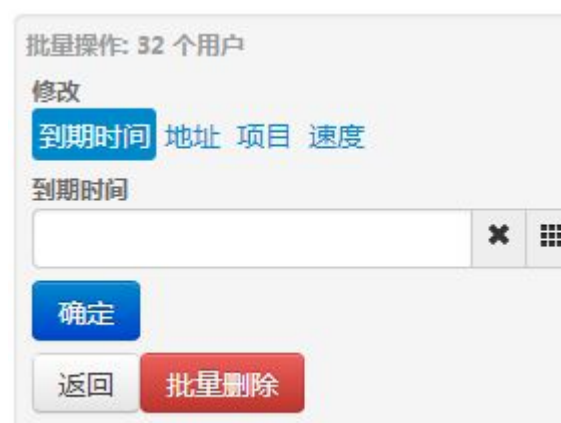 批量操作: 32 个用户
修改
到期时间 地址 项目 速度
到期时间
确定
返回 批量删除